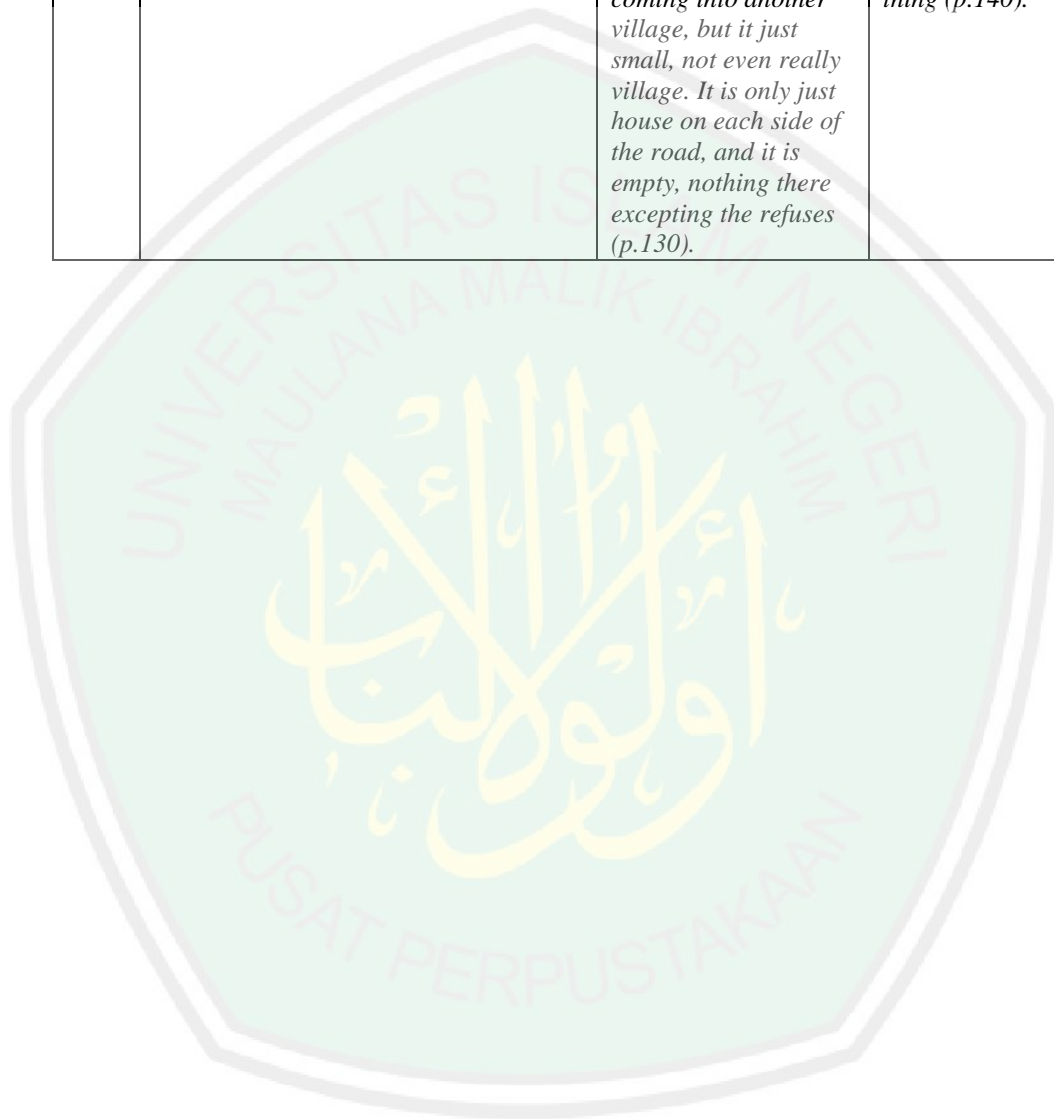 coming into another thing (p.140).
village, but it just
small, not even really
village. It is only just
house on each side of
the road, and it is
empty, nothing there
excepting the refuses
(p.130).
UNIVERSITAS ISLAM NEGERI
MAULANA MALIK IBRAHIM
أولوا الألباب
PUSAT PERPUSTAKAAN